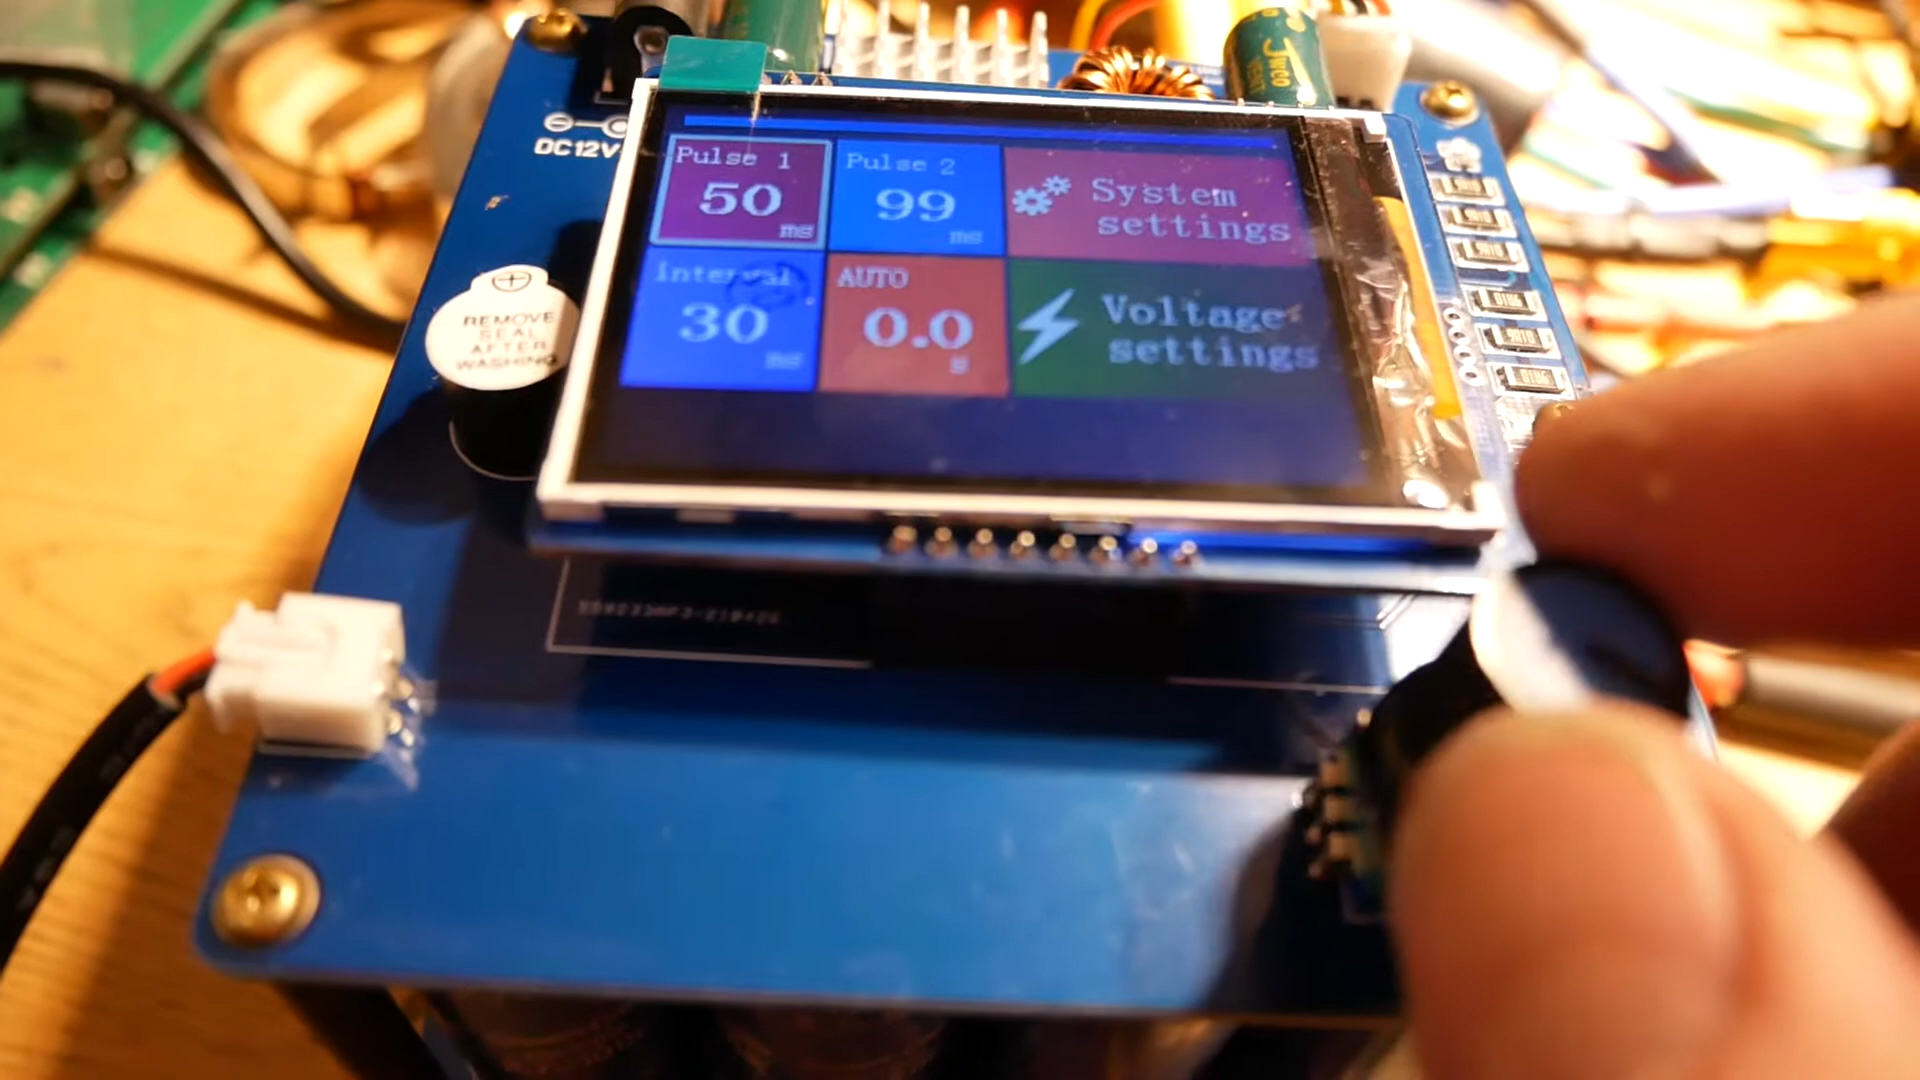 DC12V
Pulse 1
50
ms
Pulse 2
99
ms
System
settings
Interval
30
ms
AUTO
0.0
g
Voltage
settings
REMOVE
SEAL
AFTER
WASHING